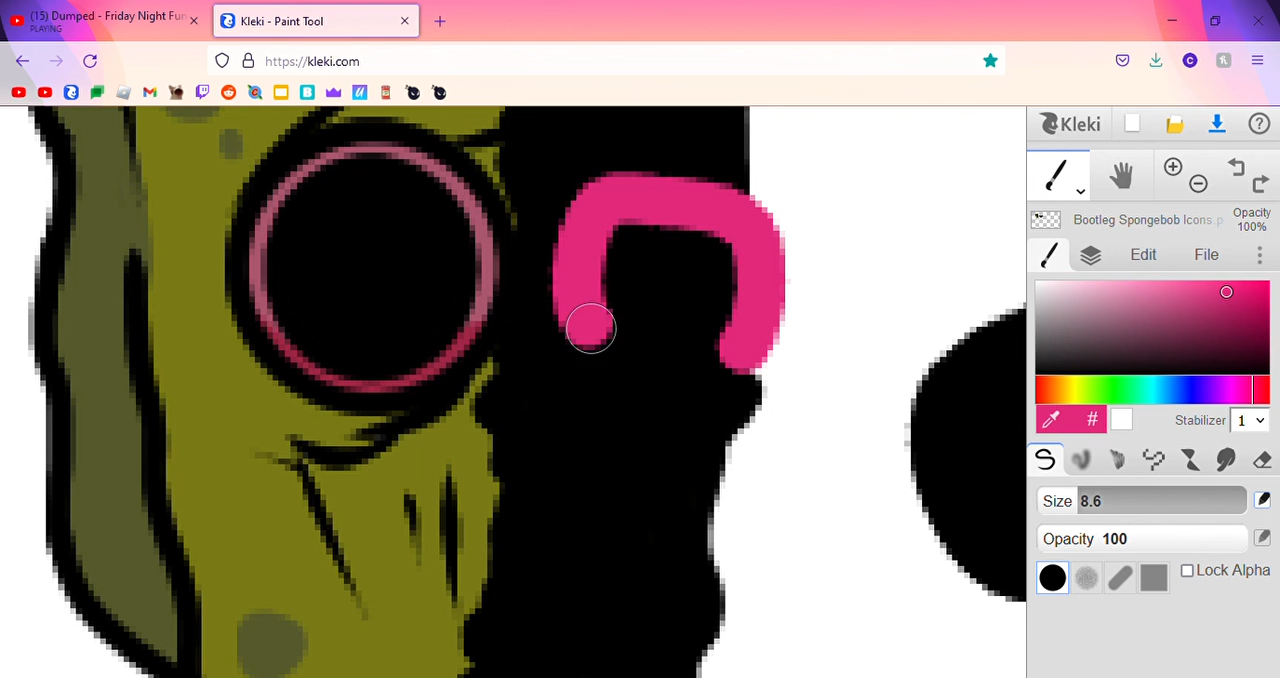 (15) Dumped - Friday Night Fun
PLAYING
Kleki - Paint Tool
https://kleki.com
Kleki
Bootleg Spongebob Icons.p
Opacity
100%
Edit
File
#
Stabilizer
1
Size 8.6
Opacity 100
Lock Alpha